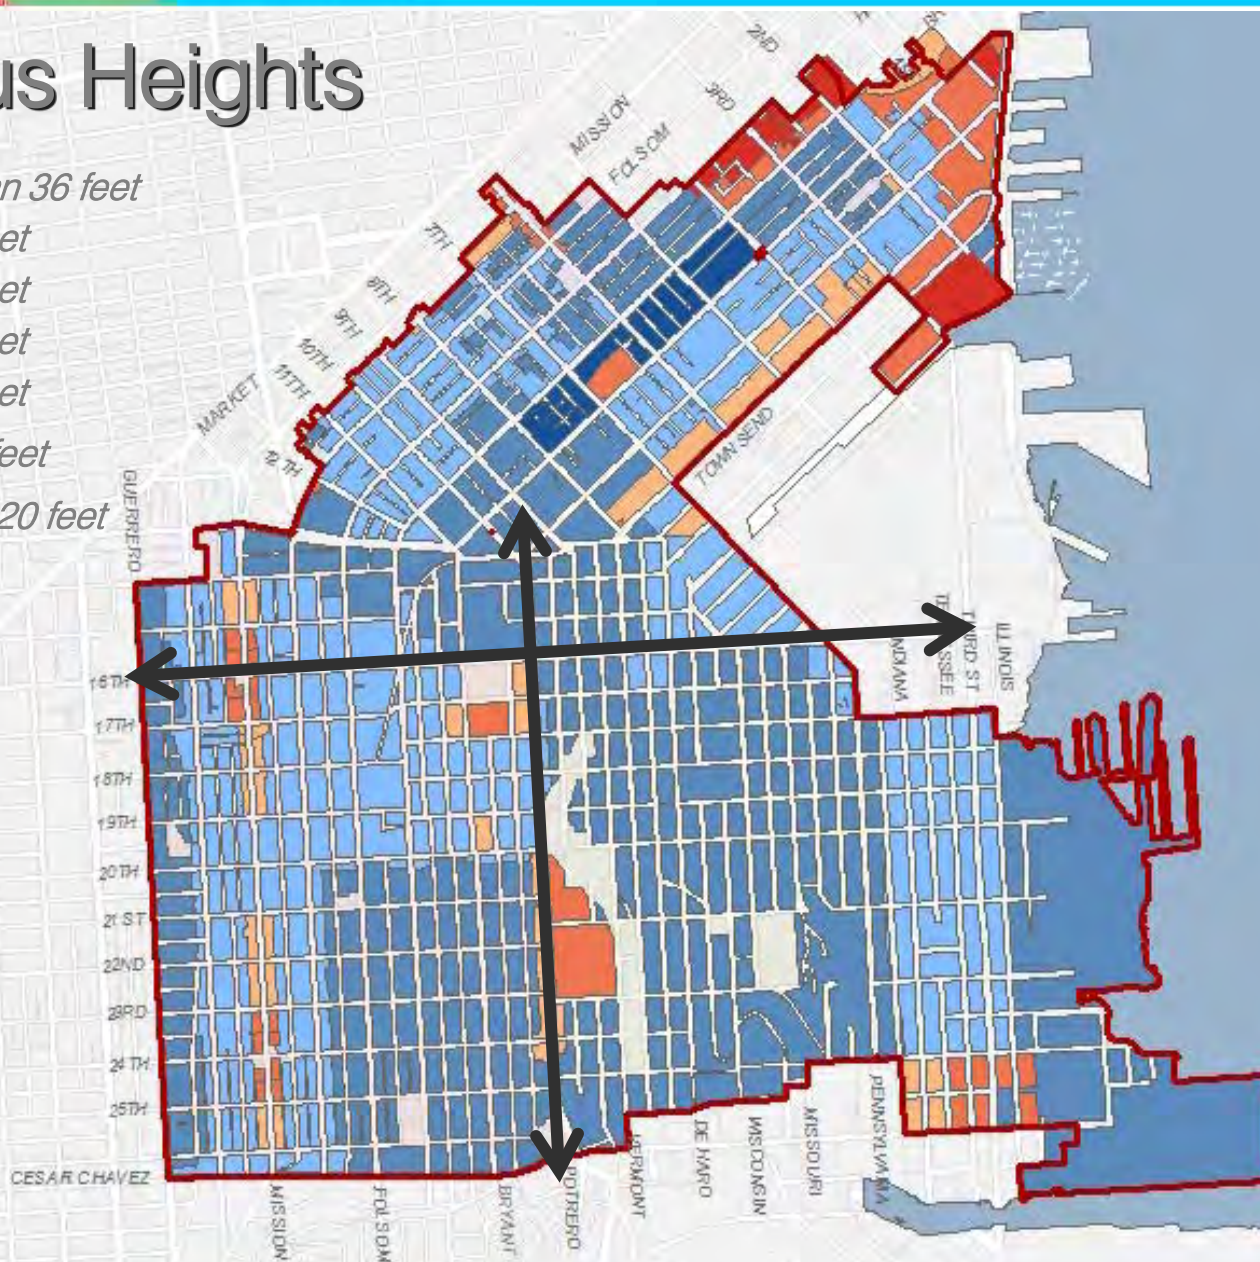 us Heights
n 36 feet
et
et
et
et
feet
20 feet
2ND
3RD
MISSION
FOLSOM
7TH
8TH
9TH
10TH
11TH
MARKET
12 TH
TOWNSEND
GUERRERO
16TH
17TH
18TH
19TH
20TH
21 ST
22ND
23RD
24 TH
25TH
CESAR CHAVEZ
INDIANA
THIRD ST
ILLINOIS
MISSION
FOLSOM
BRYANT
POTRERO
VERMONT
DE HARO
WISCONSIN
MISSOURI
PENNSYLVANIA